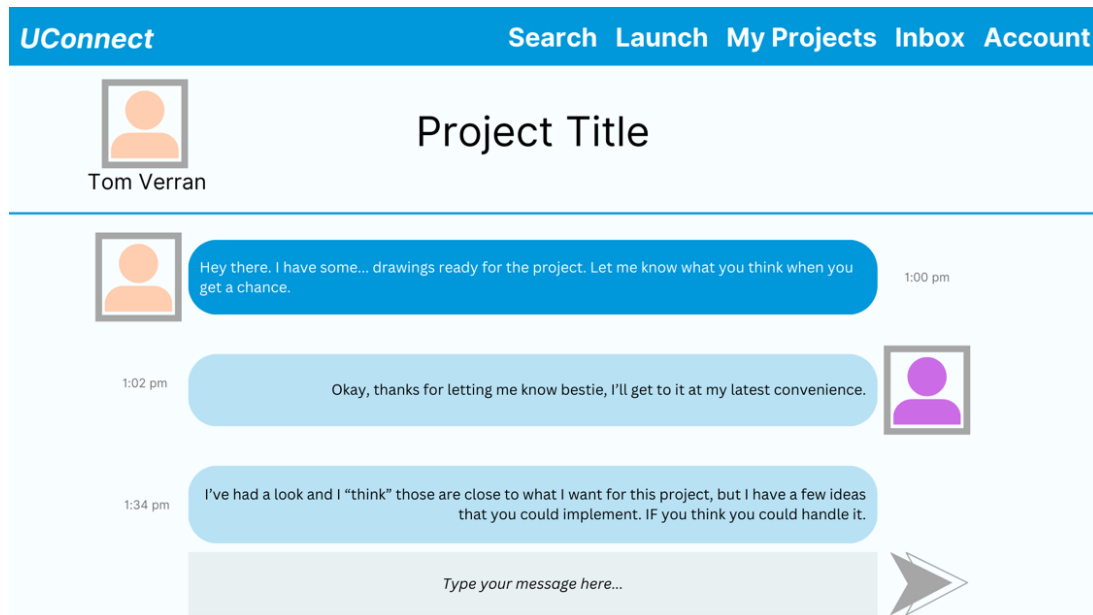 UConnect Search Launch My Projects Inbox Account
Project Title
Tom Verran
Hey there. I have some... drawings ready for the project. Let me know what you think when you
get a chance.
1:00 pm
1:02 pm
Okay, thanks for letting me know bestie, I’ll get to it at my latest convenience.
1:34 pm
I’ve had a look and I “think” those are close to what I want for this project, but I have a few ideas
that you could implement. IF you think you could handle it.
Type your message here...